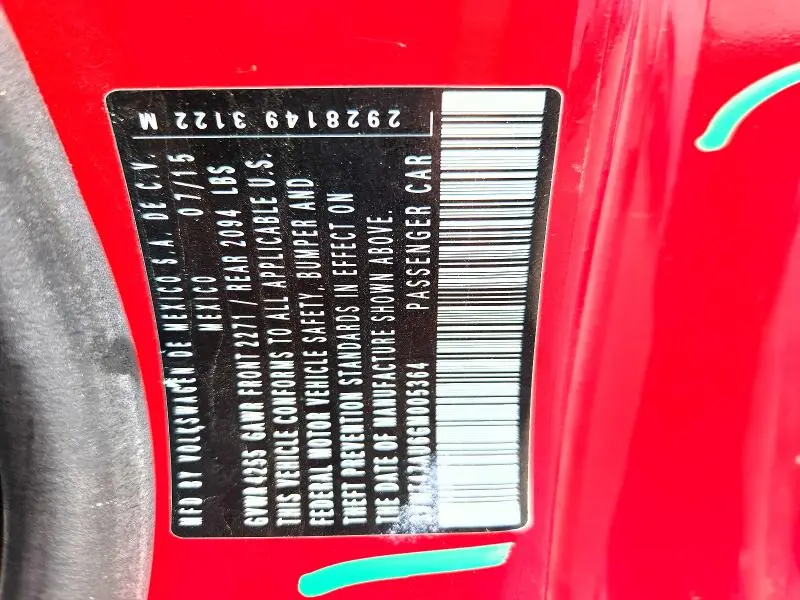 MFD BY VOLKSWAGEN DE MEXICO S.A. DE C.V.
MEXICO 07/15
GVWR4255 GAWR FRONT 2271 / REAR 2094 LBS
THIS VEHICLE CONFORMS TO ALL APPLICABLE U.S.
FEDERAL MOTOR VEHICLE SAFETY, BUMPER AND
THEFT PREVENTION STANDARDS IN EFFECT ON
THE DATE OF MANUFACTURE SHOWN ABOVE.
PASSENGER CAR
2928149 3122 M